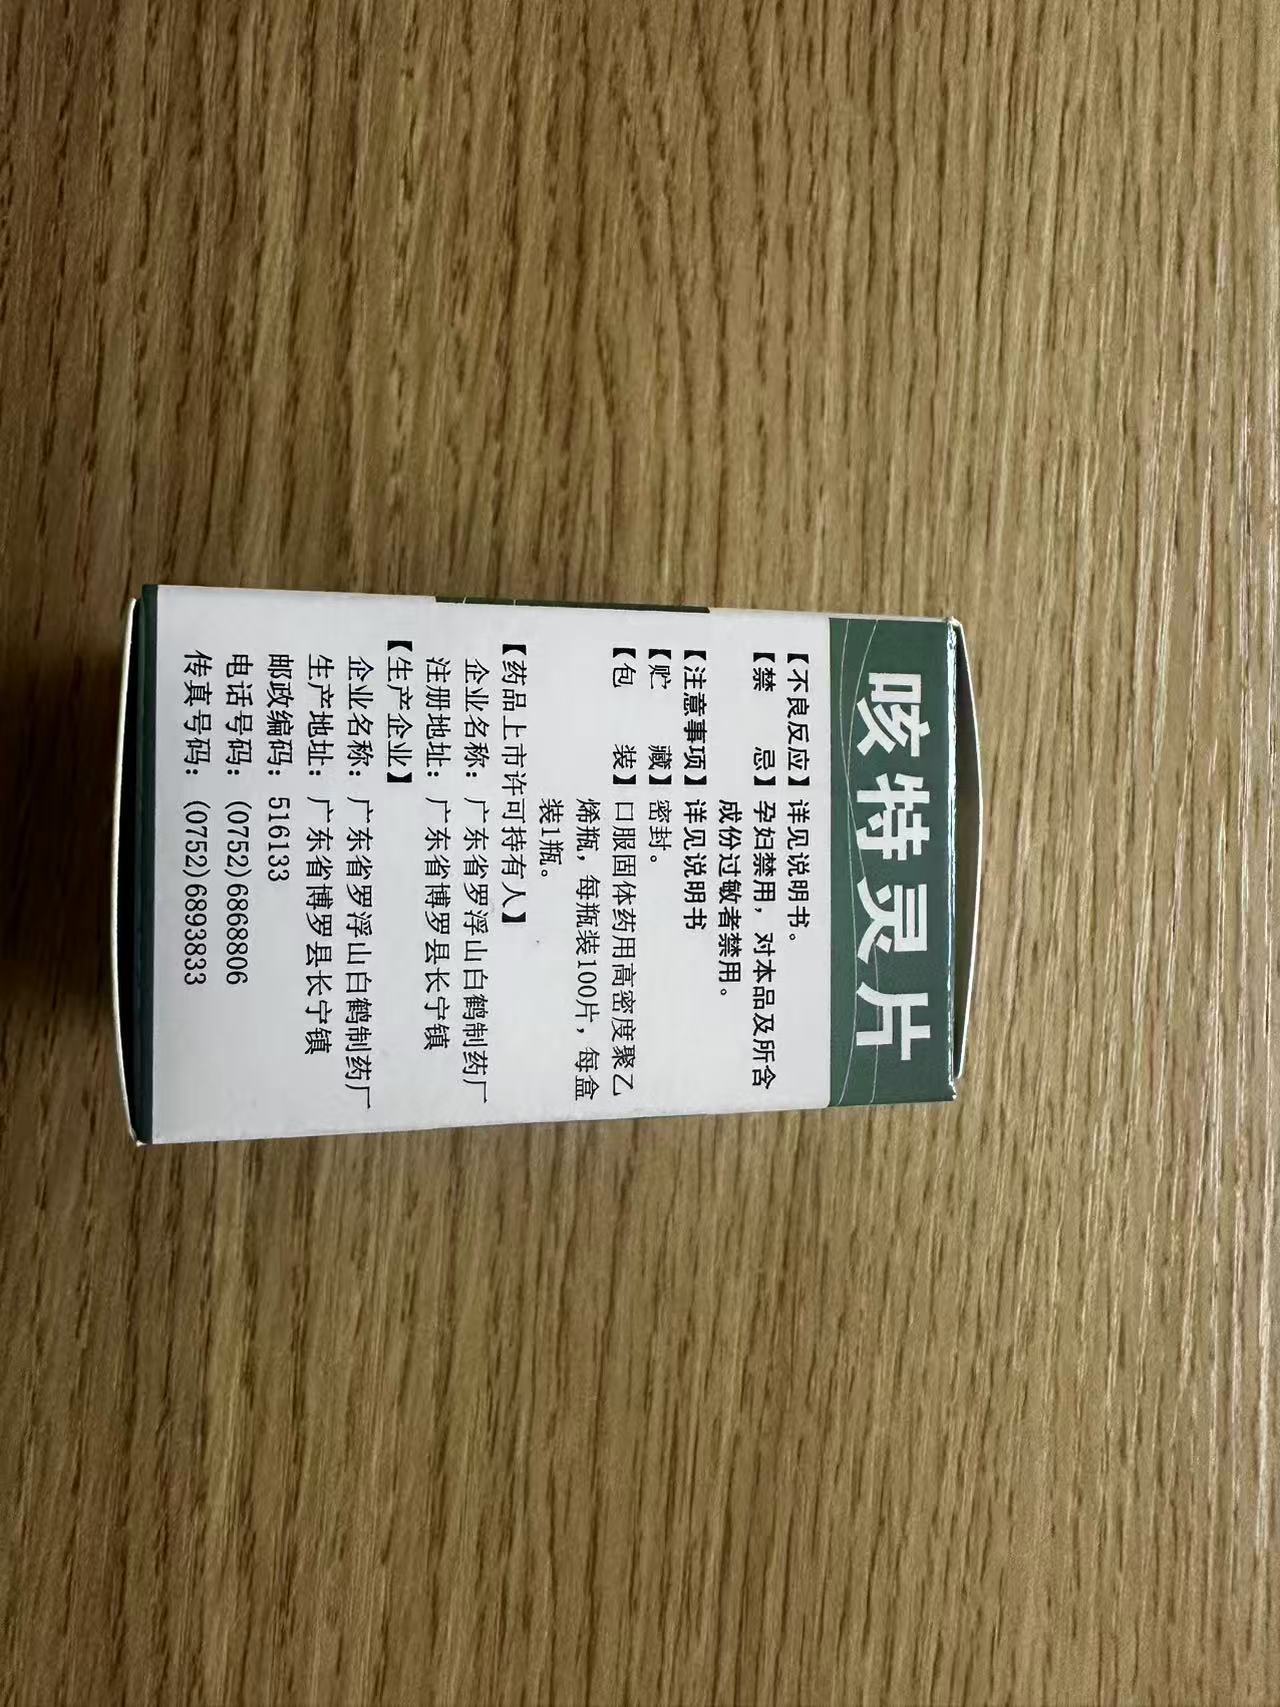 咳特灵片
【不良反应】详见说明书。
【禁 忌】孕妇禁用，对本品及所含
成份过敏者禁用。
【注意事项】详见说明书
【贮 藏】密封。
【包 装】口服固体药用高密度聚乙
烯瓶，每瓶装100片，每盒
装1瓶。
【药品上市许可持有人】
企业名称：广东省罗浮山白鹤制药厂
注册地址：广东省博罗县长宁镇
【生产企业】
企业名称：广东省罗浮山白鹤制药厂
生产地址：广东省博罗县长宁镇
邮政编码：516133
电话号码：(0752)6868806
传真号码：(0752)6893833